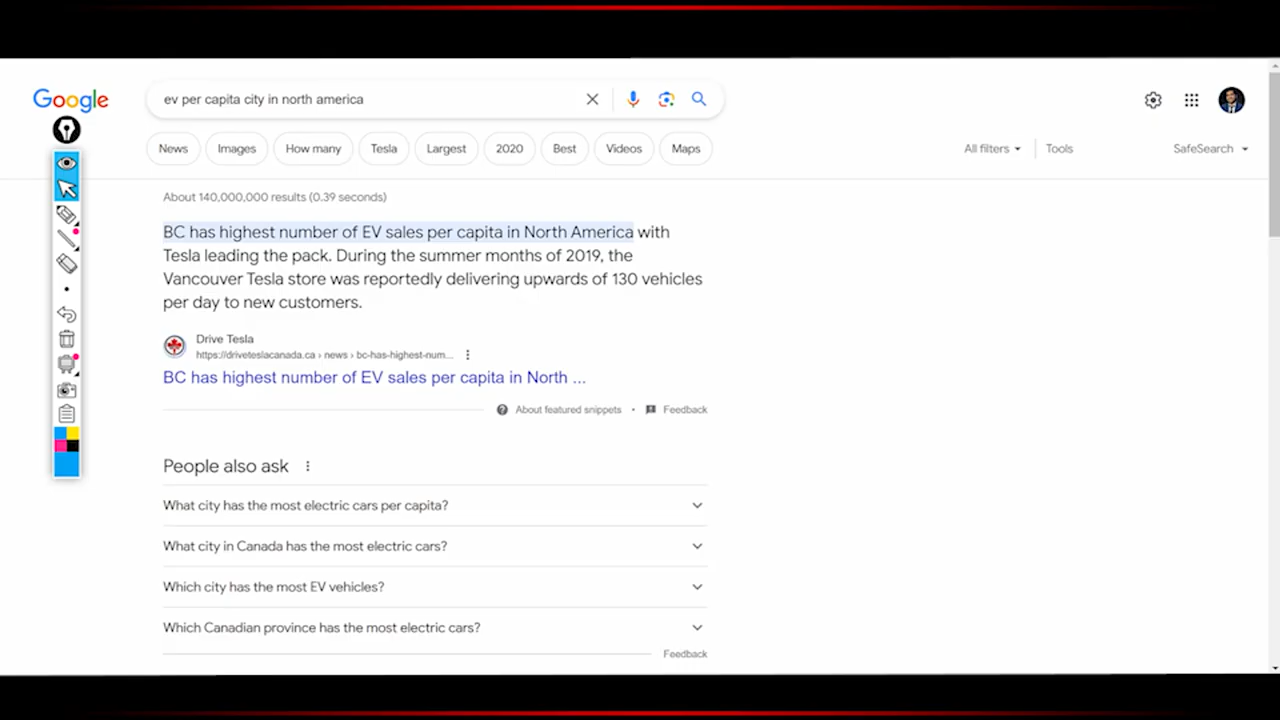 Google
ev per capita city in north america
News Images How many Tesla Largest 2020 Best Videos Maps All filters Tools SafeSearch
About 140,000,000 results (0.39 seconds)
BC has highest number of EV sales per capita in North America with
Tesla leading the pack. During the summer months of 2019, the
Vancouver Tesla store was reportedly delivering upwards of 130 vehicles
per day to new customers.
Drive Tesla
https://driveteslacanada.ca › news › bc-has-highest-num...
BC has highest number of EV sales per capita in North ...
About featured snippets • Feedback
People also ask
What city has the most electric cars per capita?
What city in Canada has the most electric cars?
Which city has the most EV vehicles?
Which Canadian province has the most electric cars?
Feedback